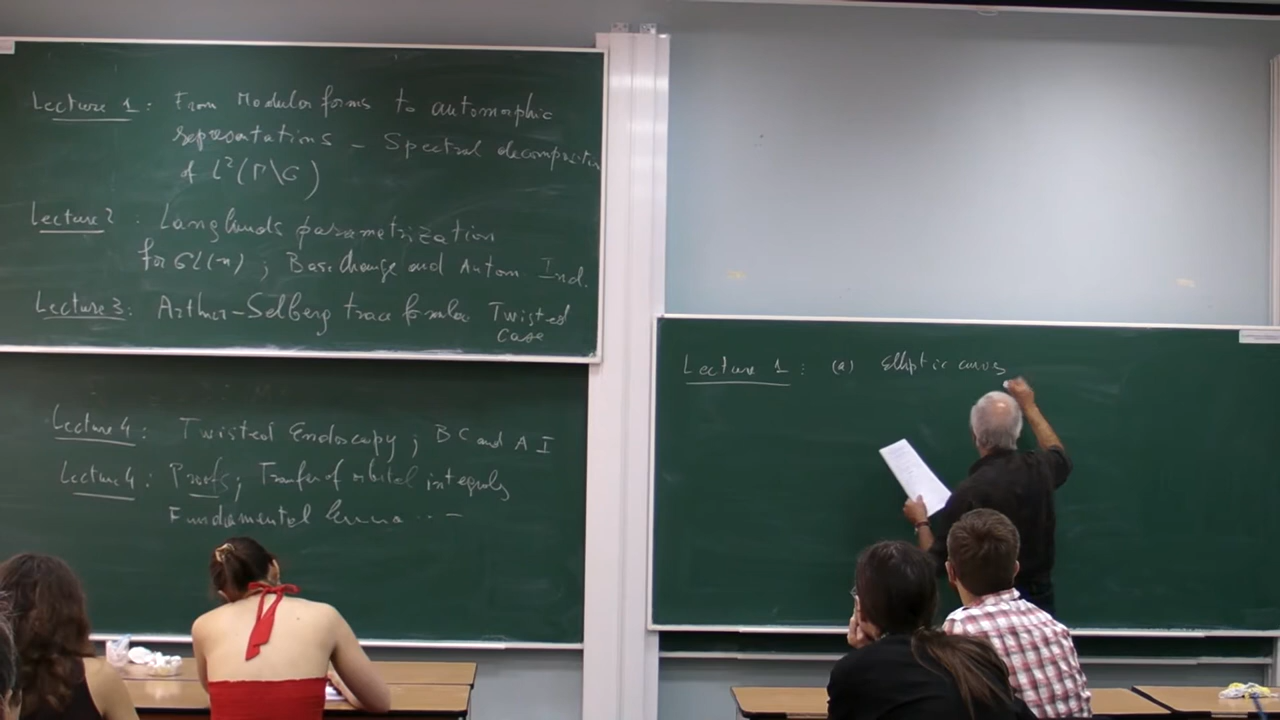 Lecture 1: From Modular forms to automorphic
representations - Spectral decomposition
of L²(Γ\G)
Lecture 2: Langlands parametrization
for GL(n); Base Change and Autom. Ind.
Lecture 3: Arthur-Selberg trace formula Twisted
Case
Lecture 4: Twisted Endoscopy; BC and AI
Lecture 4: Proofs; Transfer of orbital integrals
Fundamental lemma ... -
Lecture 1: (a) Elliptic curves